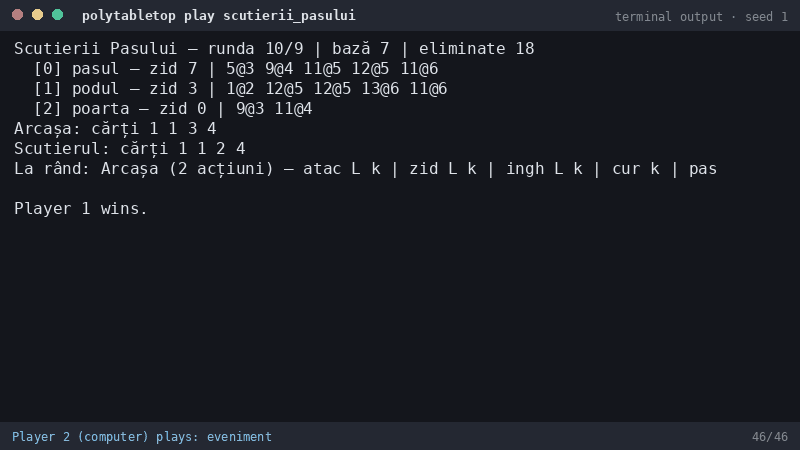 polytabletop play scutierii_pasului
terminal output · seed 1
Scutierii Pasului — runda 10/9 | bază 7 | eliminate 18
[0] pasul — zid 7 | 5@3 9@4 11@5 12@5 11@6
[1] podul — zid 3 | 1@2 12@5 12@5 13@6 11@6
[2] poarta — zid 0 | 9@3 11@4
Arcașa: cărți 1 1 3 4
Scutierul: cărți 1 1 2 4
La rând: Arcașa (2 acțiuni) — atac L k | zid L k | ingh L k | cur k | pas
Player 1 wins.
Player 2 (computer) plays: eveniment
46/46